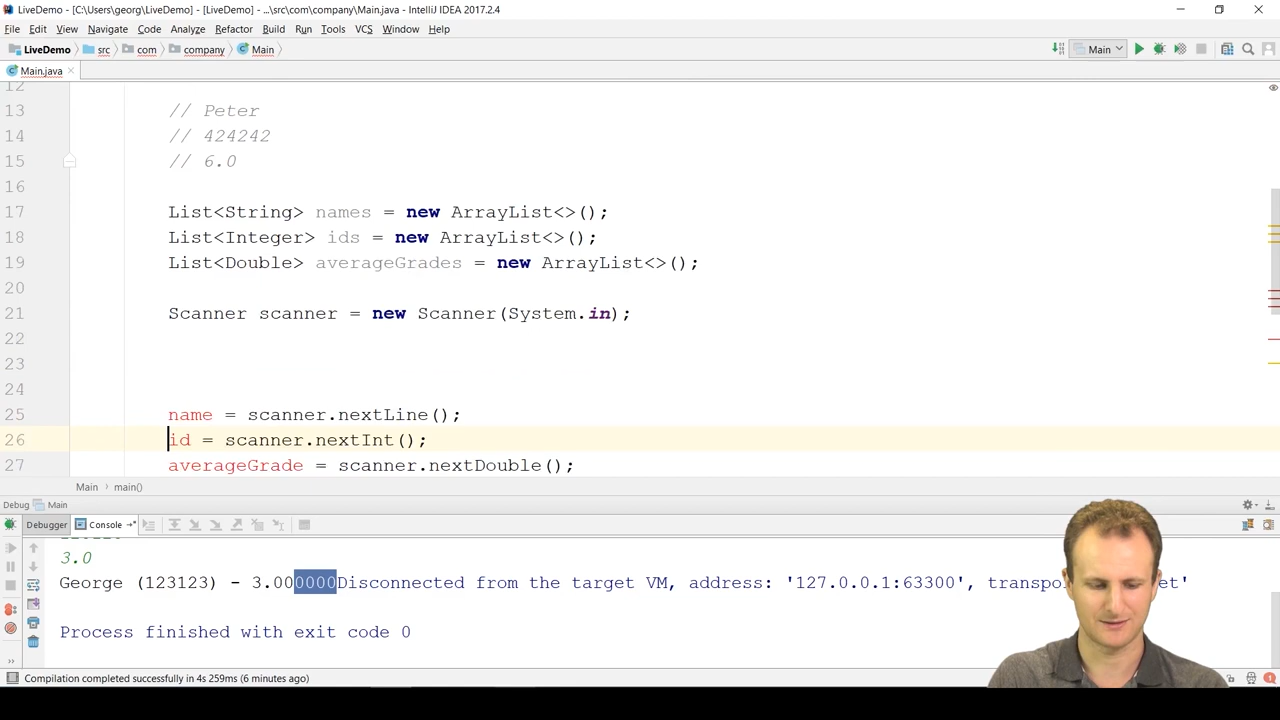 LiveDemo - [C:\Users\georg\LiveDemo] - [LiveDemo] - ...\src\com\company\Main.java - IntelliJ IDEA 2017.2.4
File Edit View Navigate Code Analyze Refactor Build Run Tools VCS Window Help
LiveDemo src com company Main Main
Main.java
12
13 // Peter
14 // 424242
15 // 6.0
16
17 List<String> names = new ArrayList<>();
18 List<Integer> ids = new ArrayList<>();
19 List<Double> averageGrades = new ArrayList<>();
20
21 Scanner scanner = new Scanner(System.in);
22
23
24
25 name = scanner.nextLine();
26 id = scanner.nextInt();
27 averageGrade = scanner.nextDouble();
Main main()
Debug Main
Debugger Console
3.0
George (123123) - 3.000000Disconnected from the target VM, address: '127.0.0.1:63300',
Process finished with exit code 0
Compilation completed successfully in 4s 259ms (6 minutes ago)